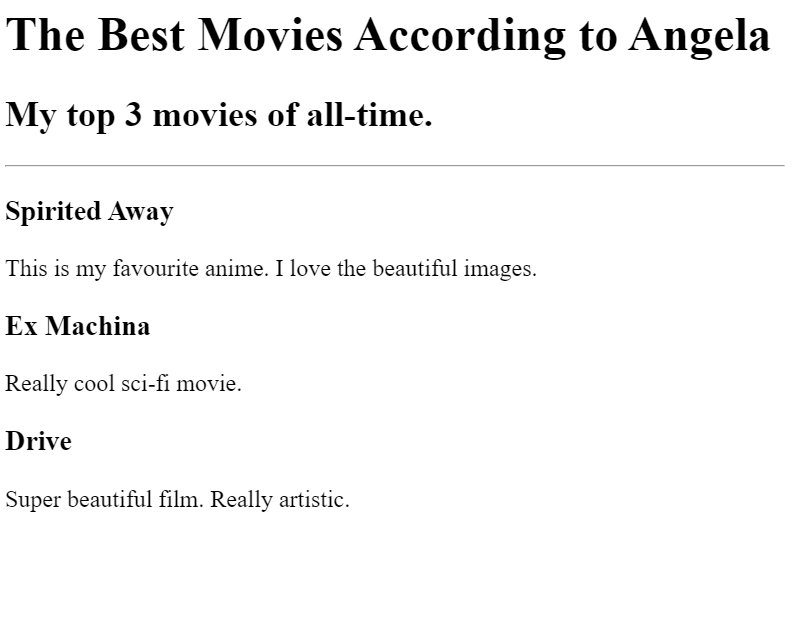 The Best Movies According to Angela
My top 3 movies of all-time.
Spirited Away
This is my favourite anime. I love the beautiful images.
Ex Machina
Really cool sci-fi movie.
Drive
Super beautiful film. Really artistic.